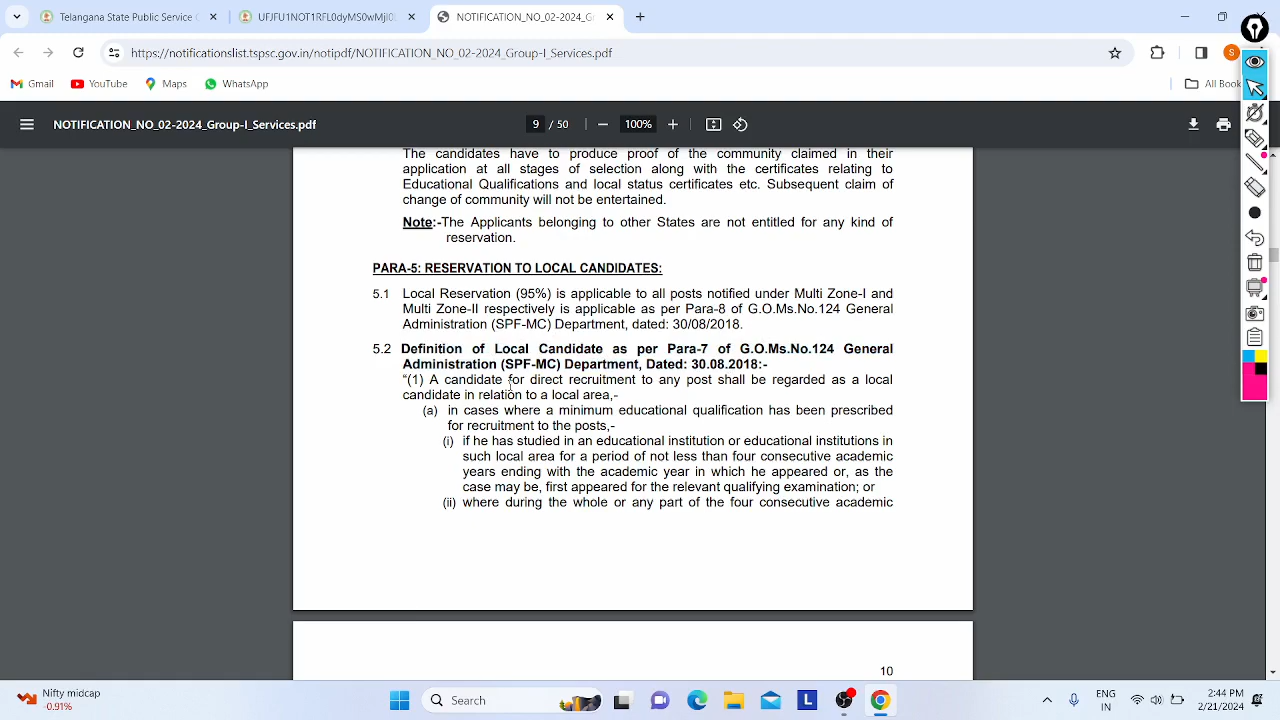 Telangana State Public Service
UFJFU1NOT1RFL0dyMS0wMjI0
NOTIFICATION_NO_02-2024_G
https://notificationslist.tspsc.gov.in/notipdf/NOTIFICATION_NO_02-2024_Group-I_Services.pdf
S
Gmail
YouTube
Maps
WhatsApp
All Book
NOTIFICATION_NO_02-2024_Group-I_Services.pdf
9 / 50
100%
The candidates have to produce proof of the community claimed in their
application at all stages of selection along with the certificates relating to
Educational Qualifications and local status certificates etc. Subsequent claim of
change of community will not be entertained.
Note:-The Applicants belonging to other States are not entitled for any kind of
reservation.
PARA-5: RESERVATION TO LOCAL CANDIDATES:
5.1 Local Reservation (95%) is applicable to all posts notified under Multi Zone-I and
Multi Zone-II respectively is applicable as per Para-8 of G.O.Ms.No.124 General
Administration (SPF-MC) Department, dated: 30/08/2018.
5.2 Definition of Local Candidate as per Para-7 of G.O.Ms.No.124 General
Administration (SPF-MC) Department, Dated: 30.08.2018:-
“(1) A candidate for direct recruitment to any post shall be regarded as a local
candidate in relation to a local area,-
(a) in cases where a minimum educational qualification has been prescribed
for recruitment to the posts,-
(i) if he has studied in an educational institution or educational institutions in
such local area for a period of not less than four consecutive academic
years ending with the academic year in which he appeared or, as the
case may be, first appeared for the relevant qualifying examination; or
(ii) where during the whole or any part of the four consecutive academic
10
Nifty midcap
-0.91%
Search
L
ENG
IN
2:44 PM
2/21/2024